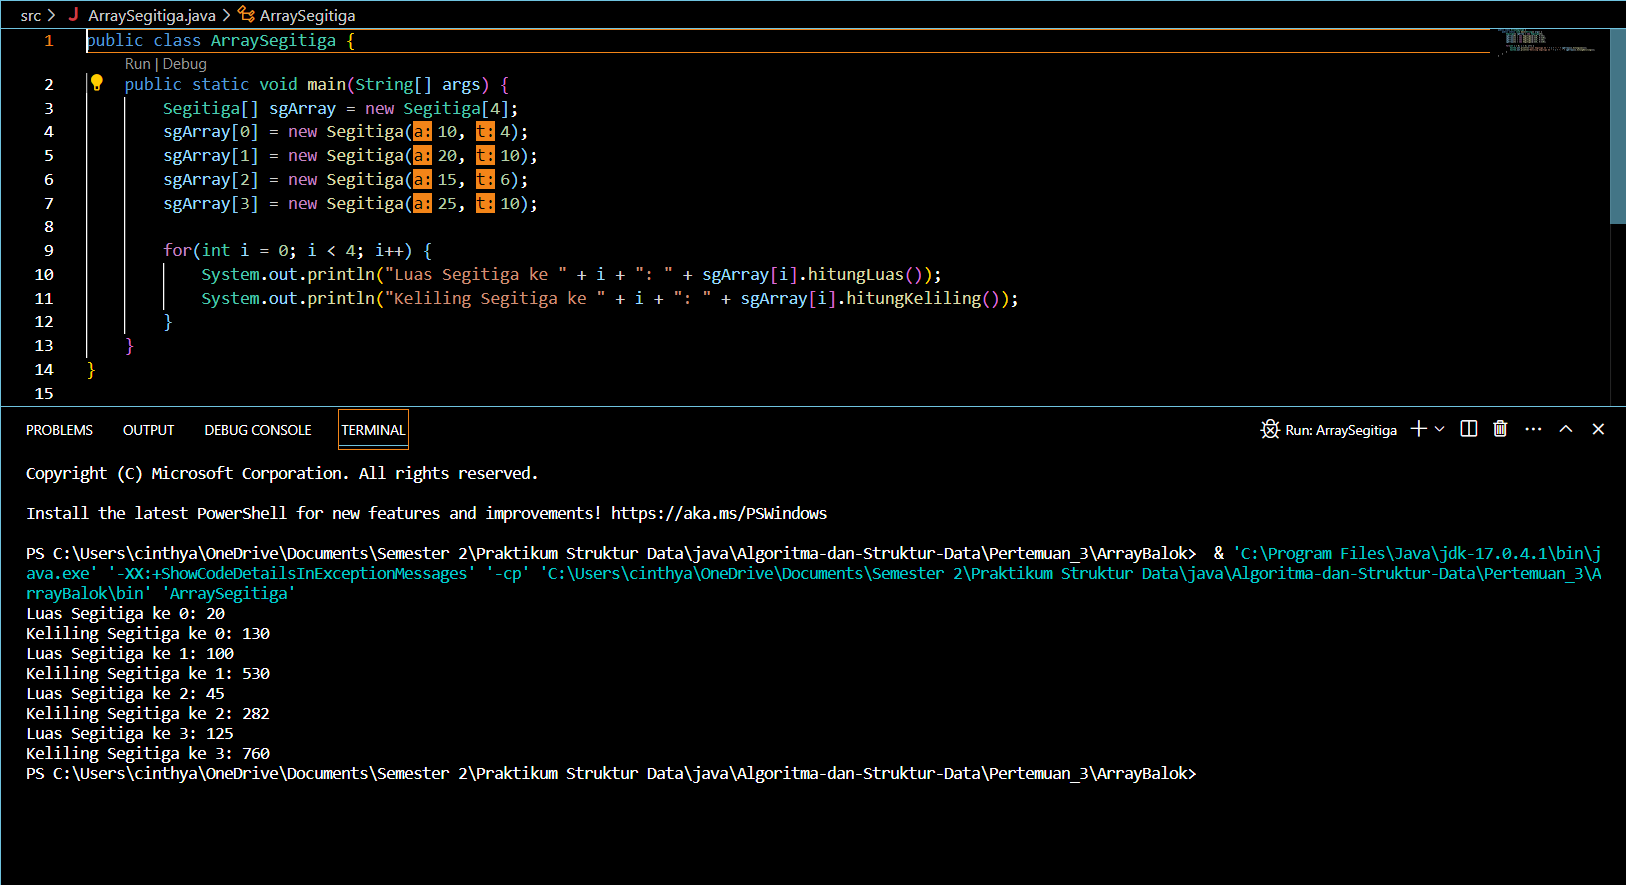 src > J ArraySegitiga.java > ArraySegitiga
1 public class ArraySegitiga {
Run | Debug
2 public static void main(String[] args) {
3 Segitiga[] sgArray = new Segitiga[4];
4 sgArray[0] = new Segitiga(a: 10, t: 4);
5 sgArray[1] = new Segitiga(a: 20, t: 10);
6 sgArray[2] = new Segitiga(a: 15, t: 6);
7 sgArray[3] = new Segitiga(a: 25, t: 10);
8
9 for(int i = 0; i < 4; i++) {
10 System.out.println("Luas Segitiga ke " + i + ": " + sgArray[i].hitungLuas());
11 System.out.println("Keliling Segitiga ke " + i + ": " + sgArray[i].hitungKeliling());
12 }
13 }
14 }
15
PROBLEMS OUTPUT DEBUG CONSOLE TERMINAL Run: ArraySegitiga
Copyright (C) Microsoft Corporation. All rights reserved.
Install the latest PowerShell for new features and improvements! https://aka.ms/PSWindows
PS C:\Users\cinthya\OneDrive\Documents\Semester 2\Praktikum Struktur Data\java\Algoritma-dan-Struktur-Data\Pertemuan_3\ArrayBalok> & 'C:\Program Files\Java\jdk-17.0.4.1\bin\j
ava.exe' '-XX:+ShowCodeDetailsInExceptionMessages' '-cp' 'C:\Users\cinthya\OneDrive\Documents\Semester 2\Praktikum Struktur Data\java\Algoritma-dan-Struktur-Data\Pertemuan_3\A
rrayBalok\bin' 'ArraySegitiga'
Luas Segitiga ke 0: 20
Keliling Segitiga ke 0: 130
Luas Segitiga ke 1: 100
Keliling Segitiga ke 1: 530
Luas Segitiga ke 2: 45
Keliling Segitiga ke 2: 282
Luas Segitiga ke 3: 125
Keliling Segitiga ke 3: 760
PS C:\Users\cinthya\OneDrive\Documents\Semester 2\Praktikum Struktur Data\java\Algoritma-dan-Struktur-Data\Pertemuan_3\ArrayBalok>